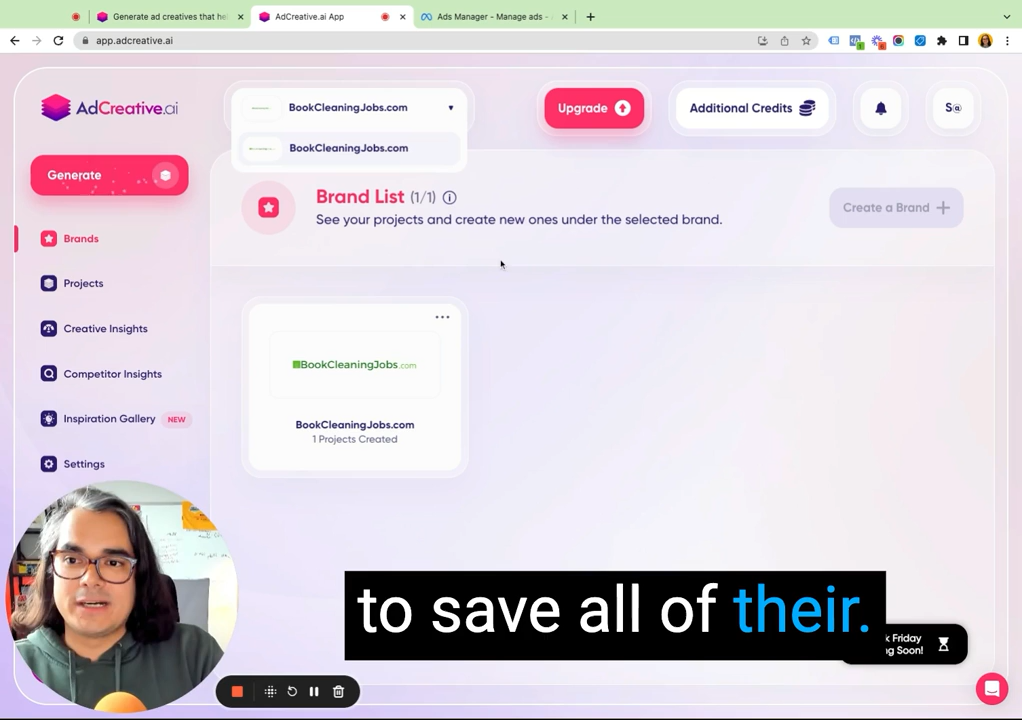 Generate ad creatives that hel
AdCreative.ai App
Ads Manager - Manage ads -
app.adcreative.ai
AdCreative.ai
BookCleaningJobs.com
Upgrade
Additional Credits
S@
BookCleaningJobs.com
Generate
Brand List (1/1)
See your projects and create new ones under the selected brand.
Create a Brand
Brands
Projects
Creative Insights
Competitor Insights
Inspiration Gallery NEW
Settings
BookCleaningJobs.com
BookCleaningJobs.com
1 Projects Created
to save all of their.
k Friday
ng Soon!